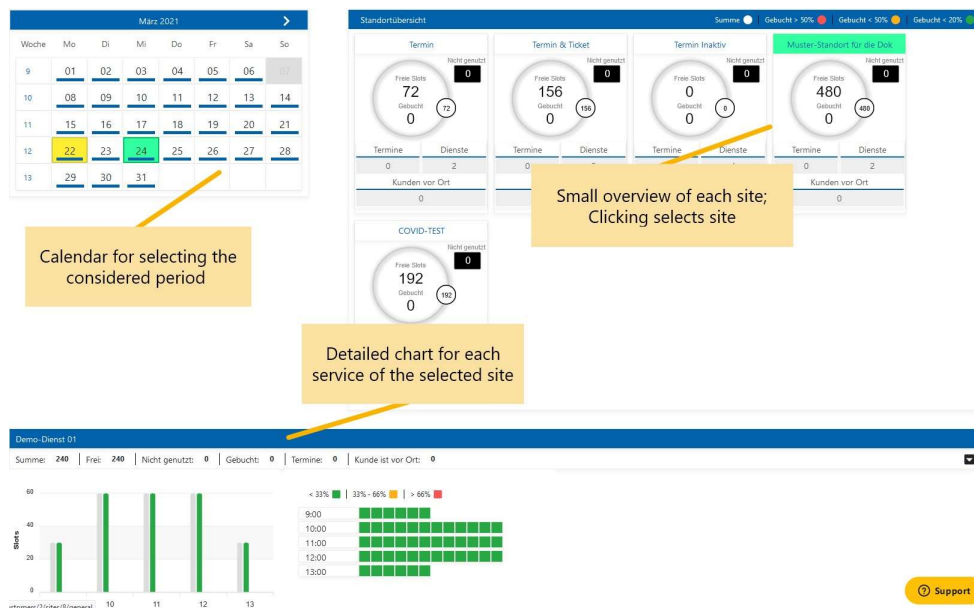 März 2021
Woche Mo Di Mi Do Fr Sa So
9 01 02 03 04 05 06 07
10 08 09 10 11 12 13 14
11 15 16 17 18 19 20 21
12 22 23 24 25 26 27 28
13 29 30 31
Calendar for selecting the
considered period
Standortübersicht Summe Gebucht > 50% Gebucht < 50% Gebucht < 20%
Termin
Nicht genutzt
0
Freie Slots
72
Gebucht
0
72
Termine Dienste
0 2
Kunden vor Ort
0
Termin & Ticket
Nicht genutzt
0
Freie Slots
156
Gebucht
0
156
Termine Dienste
0
Termin Inaktiv
Nicht genutzt
0
Freie Slots
0
Gebucht
0
0
Termine Dienste
Muster-Standort für die Dok
Nicht genutzt
0
Freie Slots
480
Gebucht
0
480
Termine Dienste
0 2
Kunden vor Ort
0
Small overview of each site;
Clicking selects site
COVID-TEST
Nicht genutzt
0
Freie Slots
192
Gebucht
0
192
Detailed chart for each
service of the selected site
Demo-Dienst 01
Summe: 240 Frei: 240 Nicht genutzt: 0 Gebucht: 0 Termine: 0 Kunde ist vor Ort: 0
Slots
60
40
20
0
10 11 12 13
< 33% 33% - 66% > 66%
9:00
10:00
11:00
12:00
13:00
Support